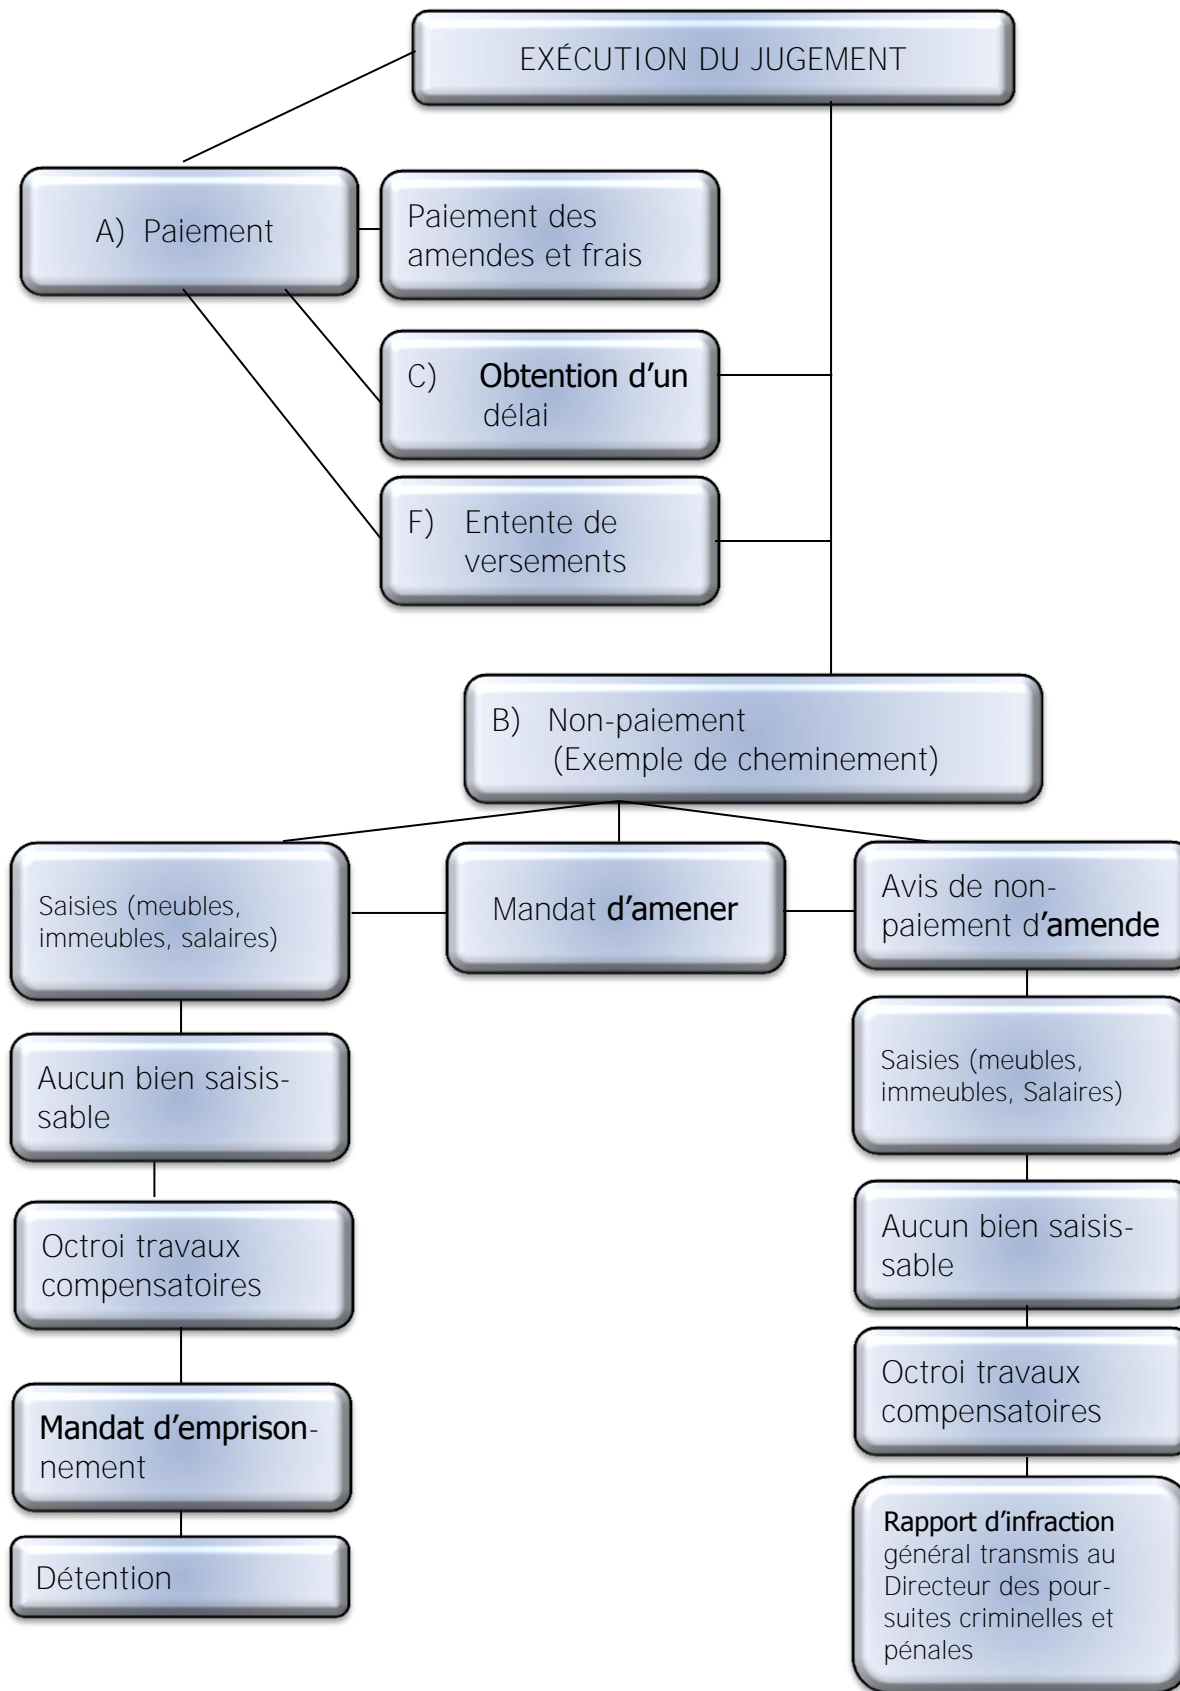 EXÉCUTION DU JUGEMENT
A) Paiement
Paiement des
amendes et frais
C) Obtention d’un
délai
F) Entente de
versements
B) Non-paiement
(Exemple de cheminement)
Saisies (meubles,
immeubles, salaires)
Aucun bien saisis-
sable
Octroi travaux
compensatoires
Mandat d’emprison-
nement
Détention
Mandat d’amener
Avis de non-
paiement d’amende
Saisies (meubles,
immeubles, Salaires)
Aucun bien saisis-
sable
Octroi travaux
compensatoires
Rapport d’infraction
général transmis au
Directeur des pour-
suites criminelles et
pénales